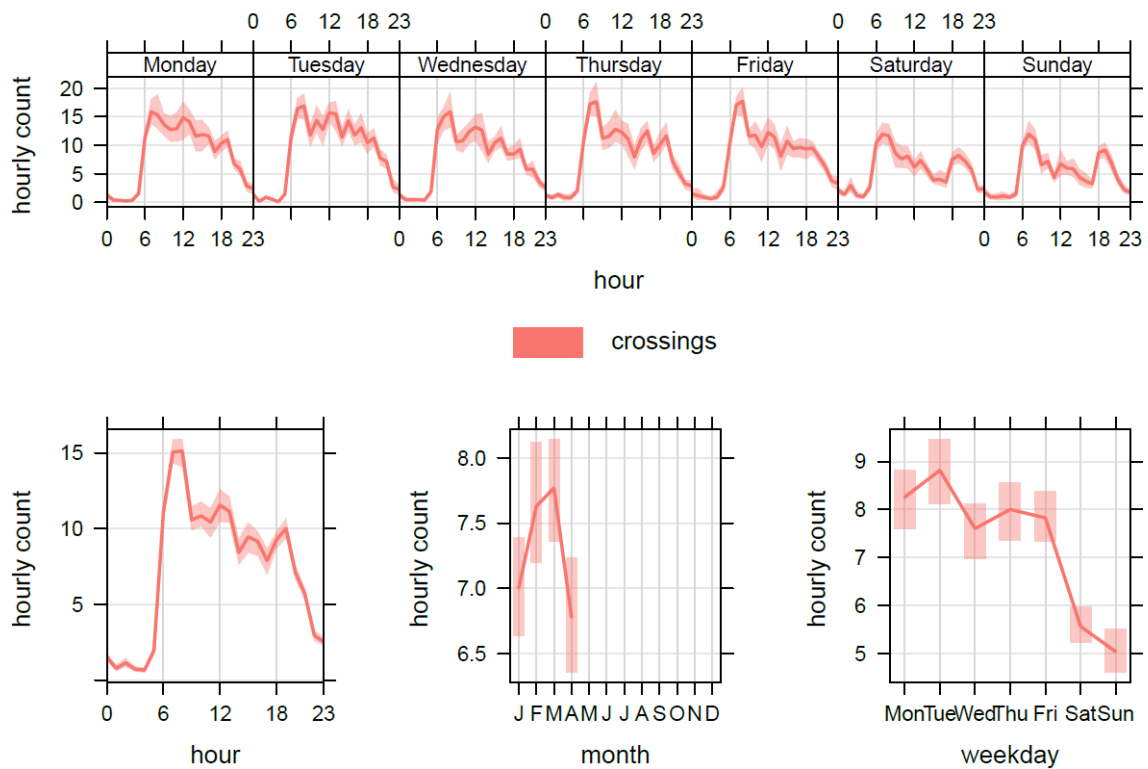 0 6 12 18 23 0 6 12 18 23 0 6 12 18 23
Monday Tuesday Wednesday Thursday Friday Saturday Sunday
hourly count
20
15
10
5
0
0 6 12 18 23 0 6 12 18 23 0 6 12 18 23 0 6 12 18 23
hour
crossings
hourly count
15
10
5
0 6 12 18 23
hour
hourly count
8.0
7.5
7.0
6.5
J F M A M J J A S O N D
month
hourly count
9
8
7
6
5
Mon Tue Wed Thu Fri Sat Sun
weekday